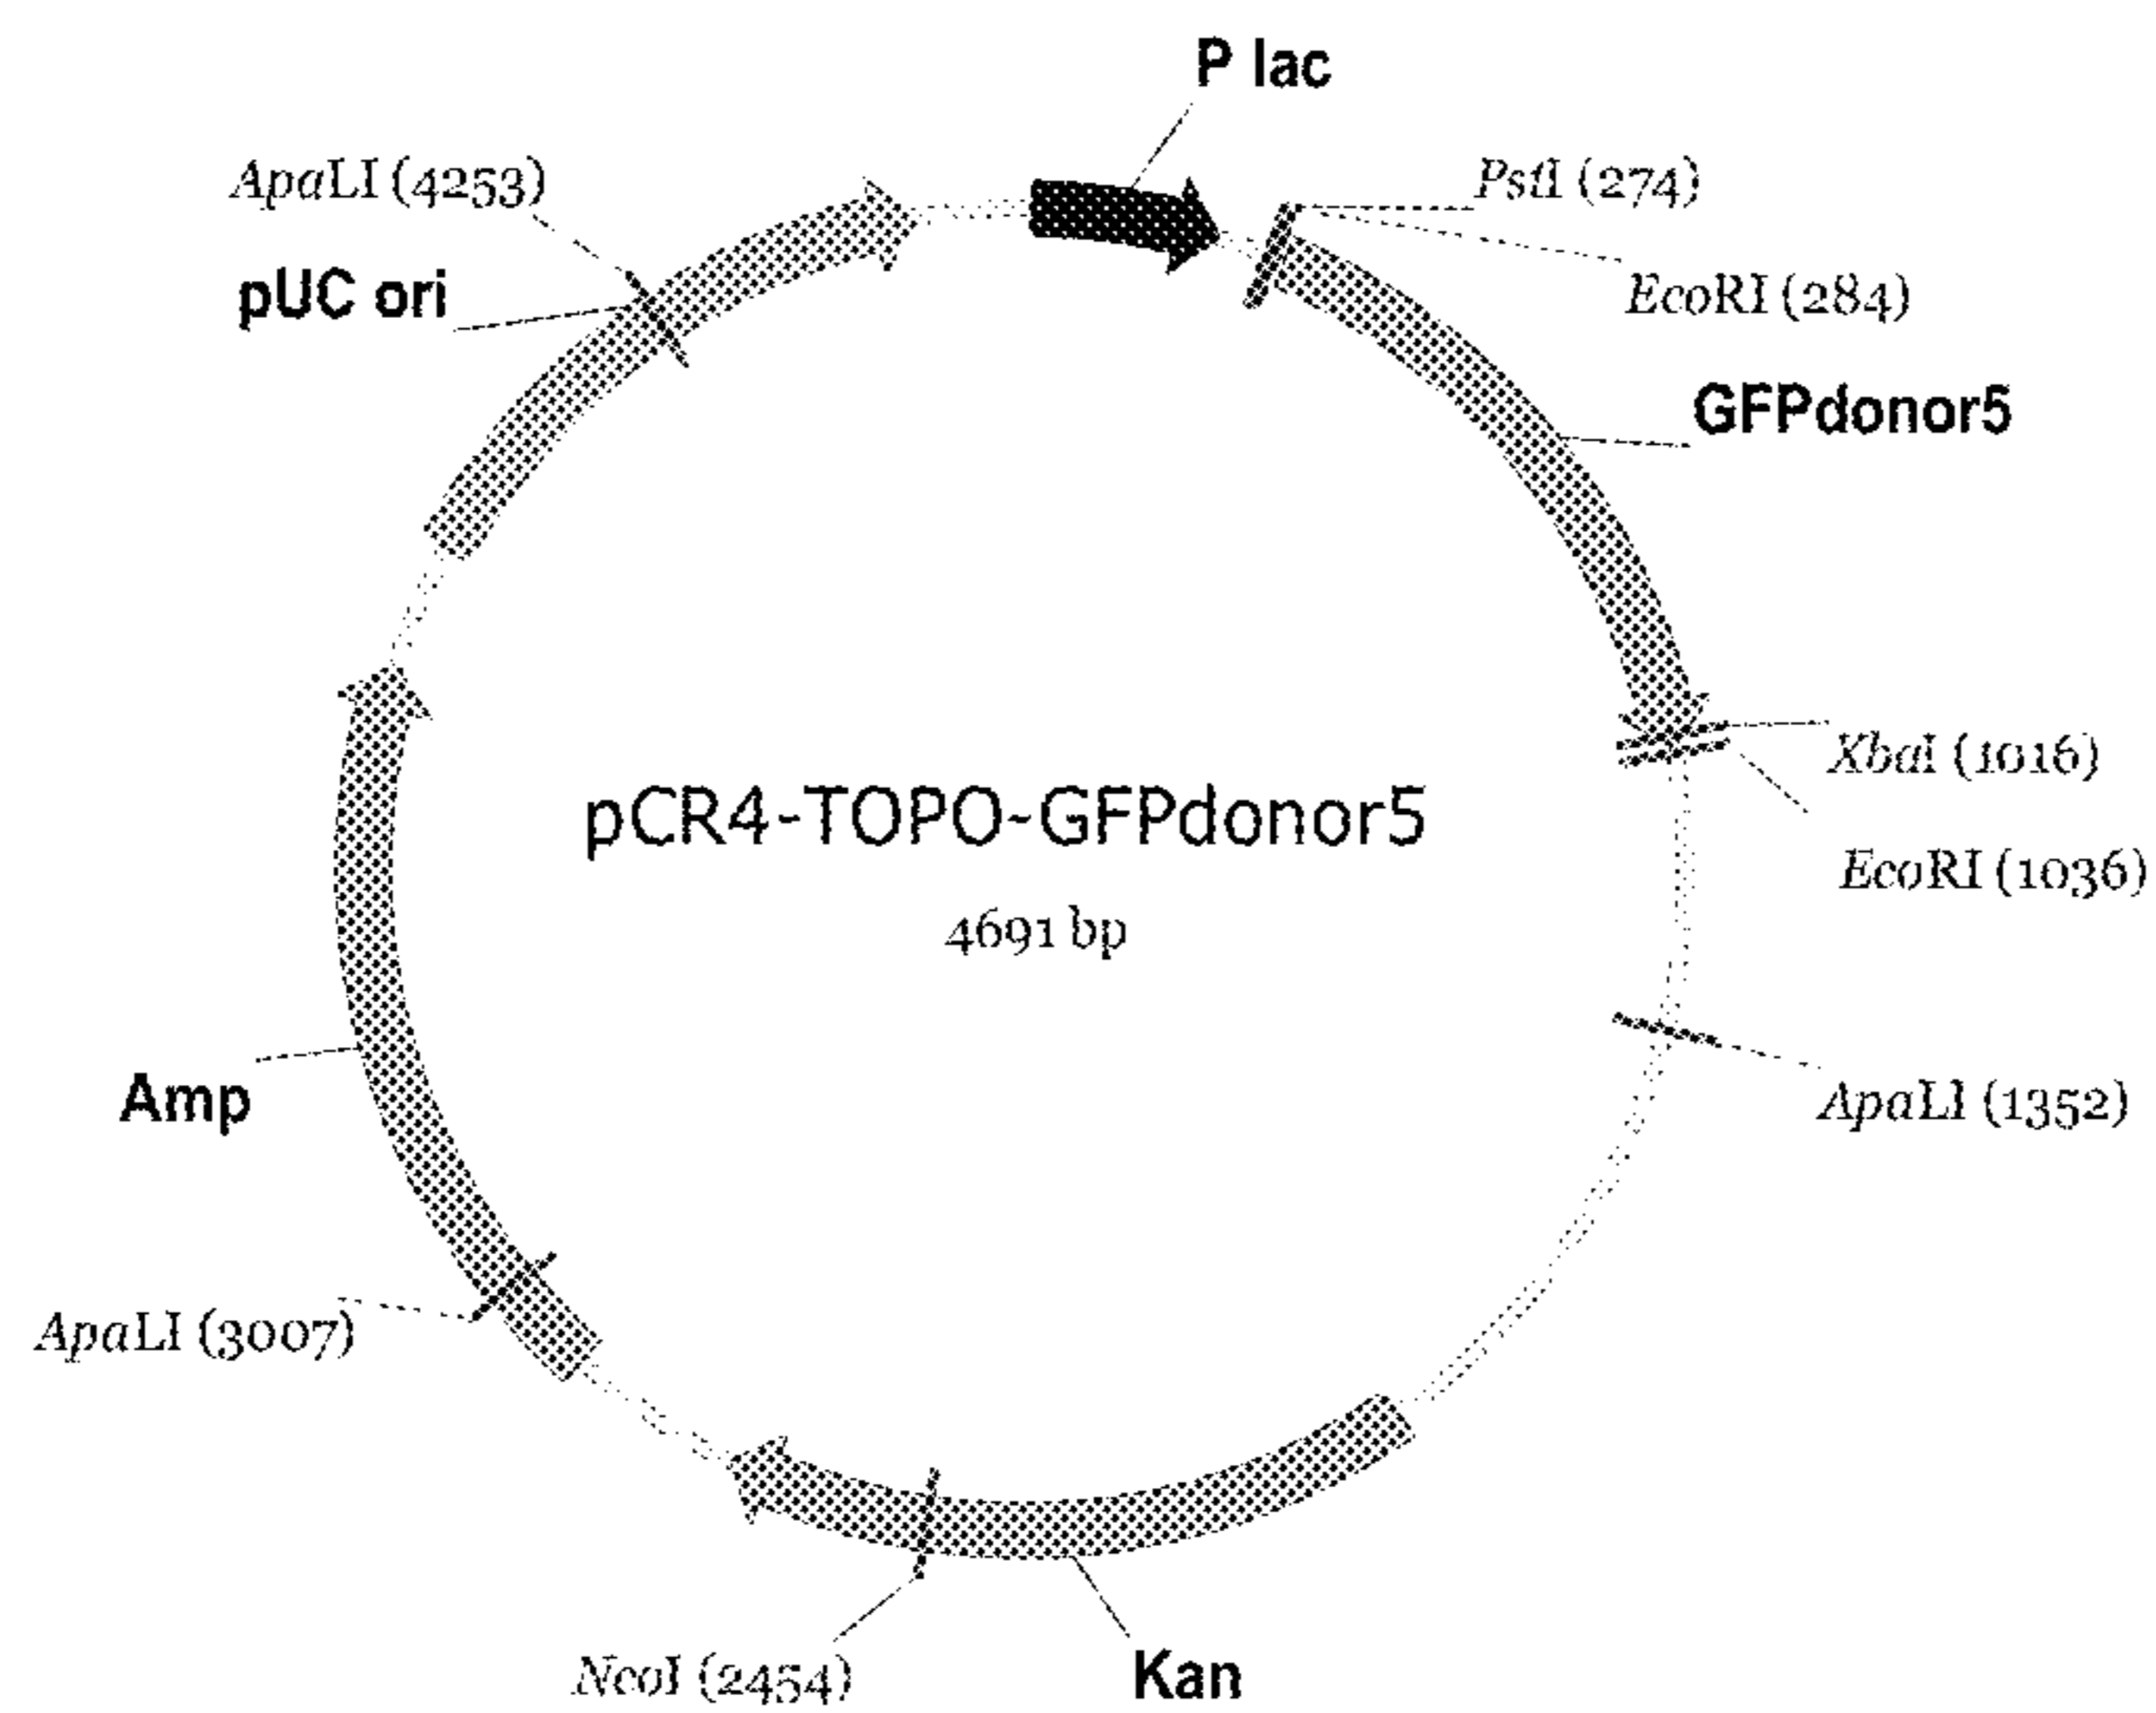 P lac
ApaLI (4253)
PstI (274)
pUC ori
EcoRI (284)
GFPdonor5
XbaI (1016)
pCR4-TOPO-GFPdonor5
EcoRI (1036)
4691 bp
Amp
ApaLI (1352)
ApaLI (3007)
NcoI (2454)
Kan